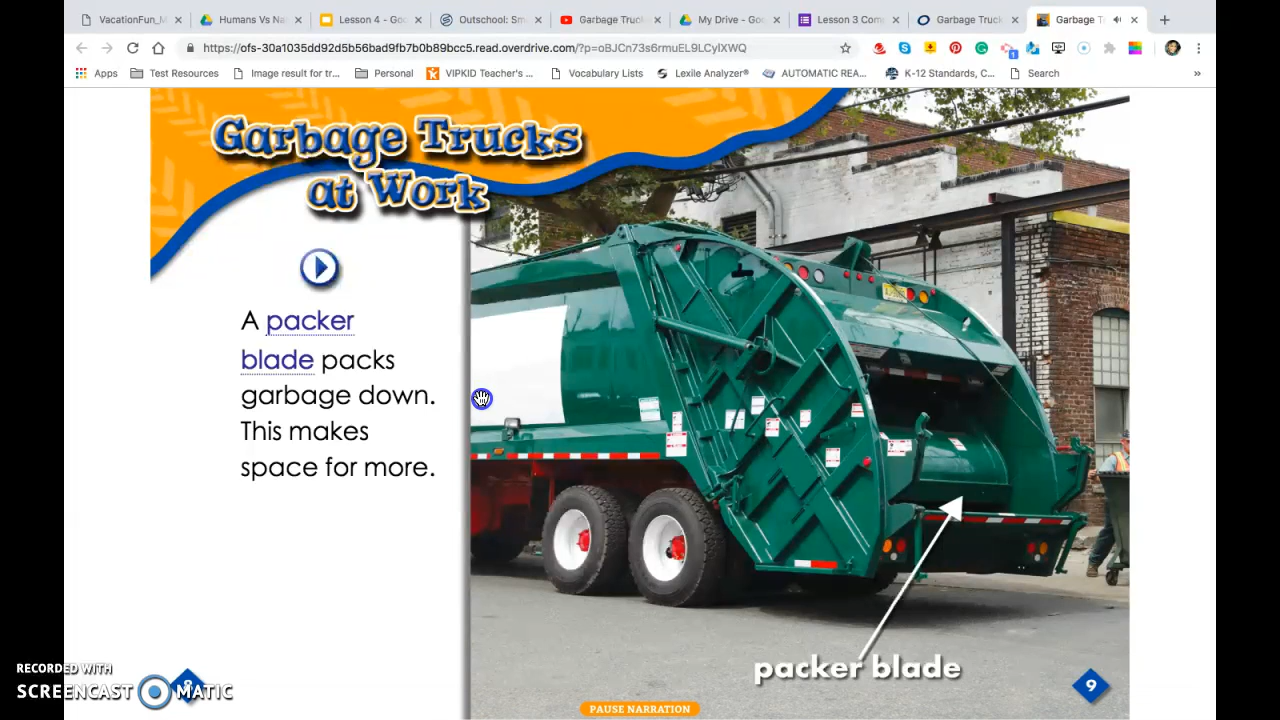 VacationFun_M
Humans Vs Na
Lesson 4 - Goo
Outschool: Sm
Garbage Truck
My Drive - Goo
Lesson 3 Com
Garbage Truck
Garbage T
https://ofs-30a1035dd92d5b56bad9fb7b0b89bcc5.read.overdrive.com/?p=oBJCn73s6rmuEL9LCylXWQ
Apps
Test Resources
Image result for tr...
Personal
VIPKID Teacher's ...
Vocabulary Lists
Lexile Analyzer®
AUTOMATIC REA...
K-12 Standards, C...
Search
Garbage Trucks
at Work
A packer
blade packs
garbage down.
This makes
space for more.
packer blade
8
9
PAUSE NARRATION
RECORDED WITH
SCREENCAST MATIC